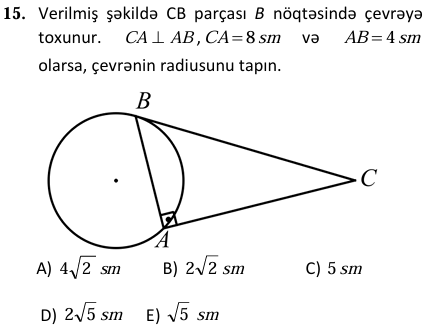 15. Verilmiş şəkildə CB parçası B nöqtəsində çevrəyə
toxunur. CA ⊥ AB, CA=8 sm və AB=4 sm
olarsa, çevrənin radiusunu tapın.
B
C
A
A) 4√2 sm B) 2√2 sm C) 5 sm
D) 2√5 sm E) √5 sm